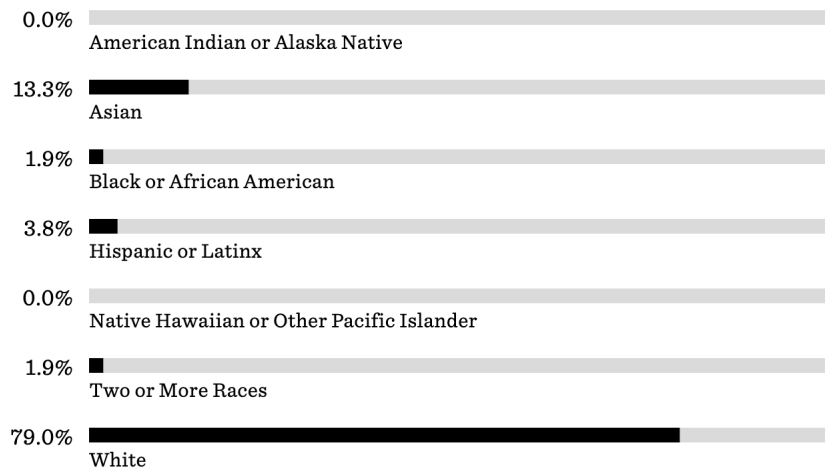 0.0%
American Indian or Alaska Native
13.3%
Asian
1.9%
Black or African American
3.8%
Hispanic or Latinx
0.0%
Native Hawaiian or Other Pacific Islander
1.9%
Two or More Races
79.0%
White